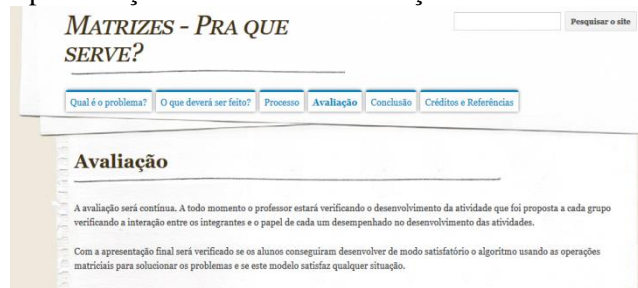 MATRIZES - PRA QUE
SERVE?
Pesquisar o site
Qual é o problema? O que deverá ser feito? Processo Avaliação Conclusão Créditos e Referências
Avaliação
A avaliação será contínua. A todo momento o professor estará verificando o desenvolvimento da atividade que foi proposta a cada grupo
verificando a interação entre os integrantes e o papel de cada um desempenhado no desenvolvimento das atividades.
Com a apresentação final será verificado se os alunos conseguiram desenvolver de modo satisfatório o algoritmo usando as operações
matriciais para solucionar os problemas e se este modelo satisfaz qualquer situação.